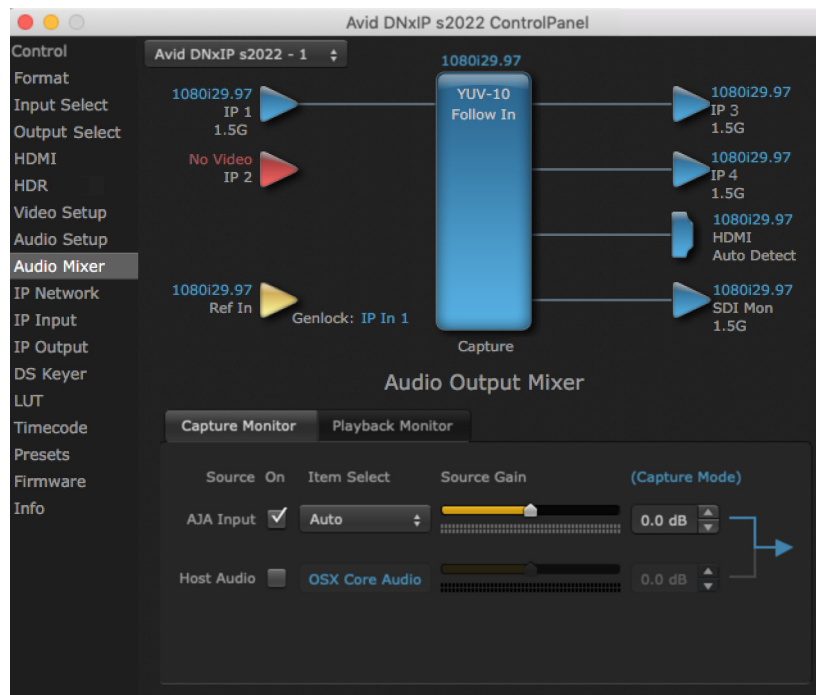 Avid DNxIP s2022 ControlPanel
Control
Format
Input Select
Output Select
HDMI
HDR
Video Setup
Audio Setup
Audio Mixer
IP Network
IP Input
IP Output
DS Keyer
LUT
Timecode
Presets
Firmware
Info
Avid DNxIP s2022 - 1
1080i29.97
IP 1
1.5G
No Video
IP 2
1080i29.97
Ref In
Genlock: IP In 1
1080i29.97
YUV-10
Follow In
Capture
1080i29.97
IP 3
1.5G
1080i29.97
IP 4
1.5G
1080i29.97
HDMI
Auto Detect
1080i29.97
SDI Mon
1.5G
Audio Output Mixer
Capture Monitor Playback Monitor
Source On Item Select Source Gain (Capture Mode)
AJA Input Auto 0.0 dB
Host Audio OSX Core Audio 0.0 dB